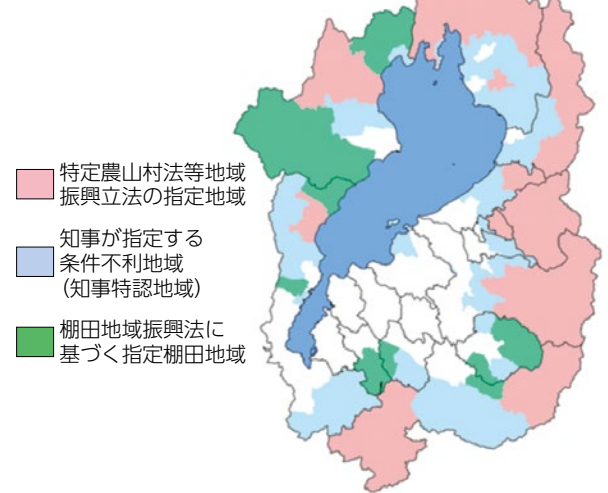 特定農山村法等地域
振興立法の指定地域
知事が指定する
条件不利地域
（知事特認地域）
棚田地域振興法に
基づく指定棚田地域